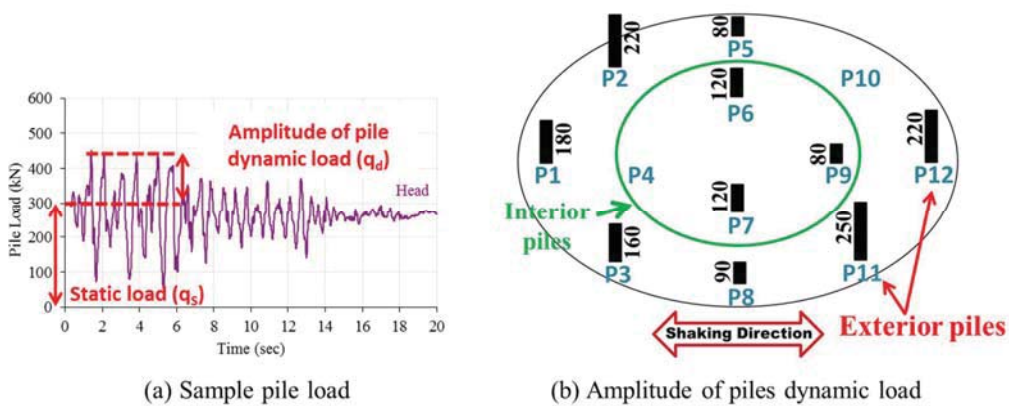 600
500
400
300
200
100
0
Pile Load (kN)
Amplitude of pile
dynamic load (qd)
Head
Static load (qs)
0 2 4 6 8 10 12 14 16 18 20
Time (sec)
(a) Sample pile load
80
P5
220
P2
120
P6
P10
180
P1
P4
80
P9
220
P12
Interior
piles
120
P7
160
P3
250
P11
90
P8
Exterior piles
Shaking Direction
(b) Amplitude of piles dynamic load